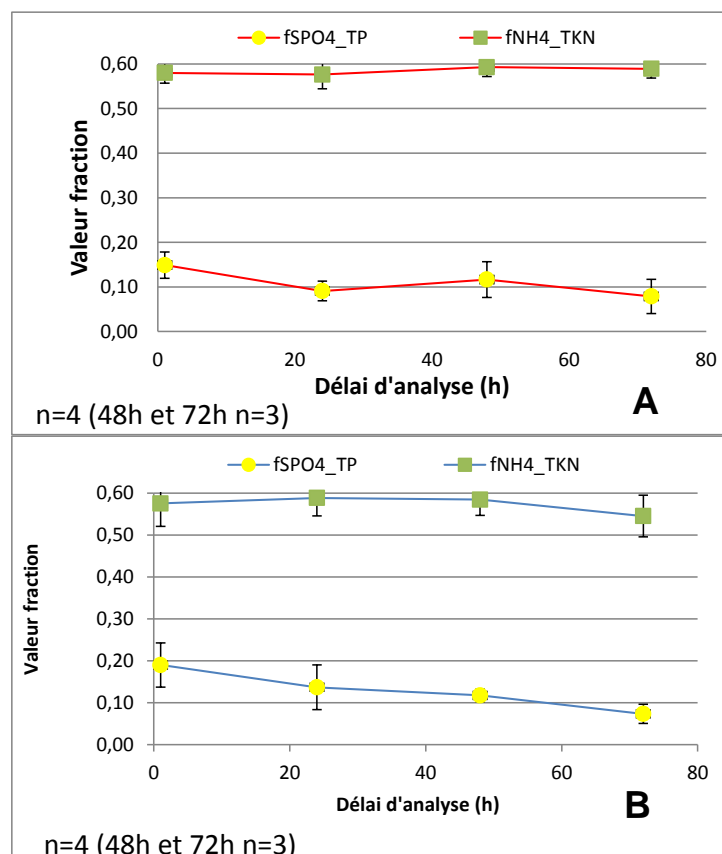 fSPO4_TP fNH4_TKN
0,60
0,50
0,40
0,30
0,20
0,10
0,00
Valeur fraction
0 20 40 60 80
Délai d'analyse (h)
A
n=4 (48h et 72h n=3)
fSPO4_TP fNH4_TKN
0,60
0,50
0,40
0,30
0,20
0,10
0,00
Valeur fraction
0 20 40 60 80
Délai d'analyse (h)
B
n=4 (48h et 72h n=3)